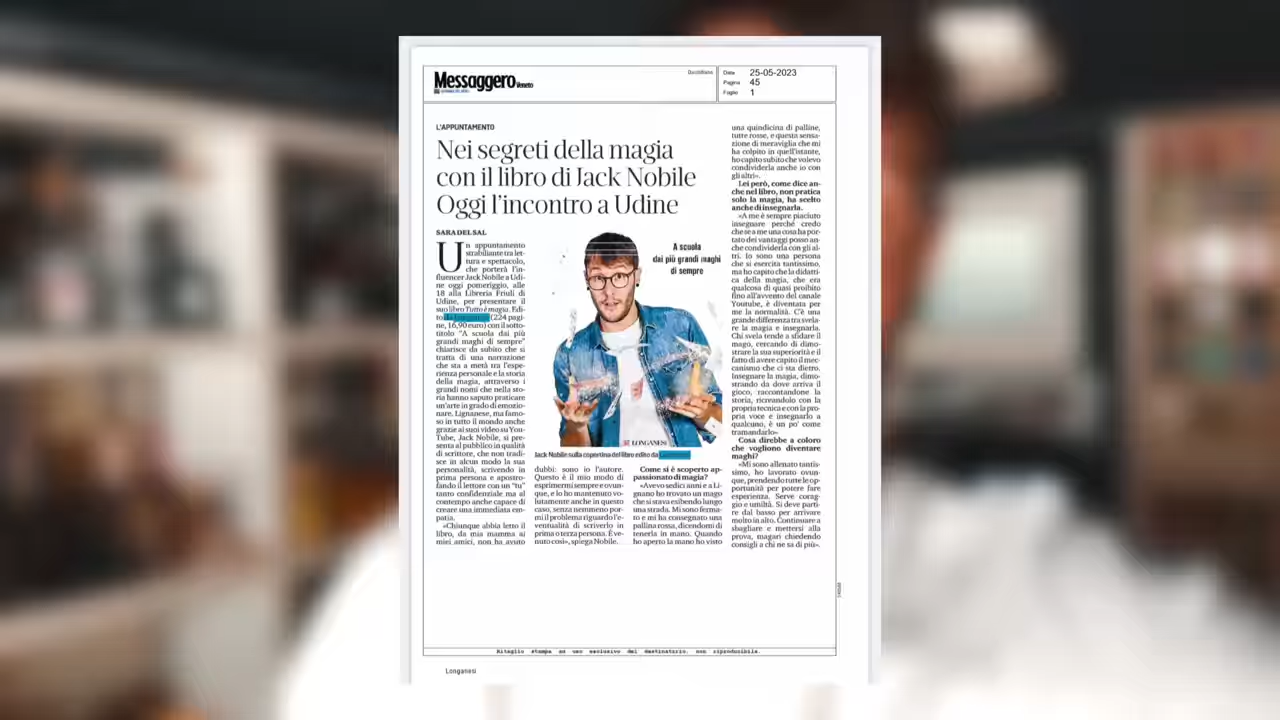 Messaggero Veneto
Quotidiano
Data 25-05-2023
Pagina 45
Foglio 1
L'APPUNTAMENTO
Nei segreti della magia
con il libro di Jack Nobile
Oggi l'incontro a Udine
SARA DEL SAL
Un appuntamento
strabiliante tra let-
tura e spettacolo,
che porterà l'in-
fluencer Jack Nobile a Udi-
ne oggi pomeriggio, alle
18 alla Libreria Friuli di
Udine, per presentare il
suo libro Tutto è magia. Edi-
to da Longanesi (224 pagi-
ne, 16,90 euro) con il sotto-
titolo "A scuola dai più
grandi maghi di sempre"
chiarisce da subito che si
tratta di una narrazione
che sta a metà tra l'espe-
rienza personale e la storia
della magia, attraverso i
grandi nomi che nella sto-
ria hanno saputo praticare
un'arte in grado di emozio-
nare. Lignanese, ma famo-
so in tutto il mondo anche
grazie ai suoi video su You-
Tube, Jack Nobile, si pre-
senta al pubblico in qualità
di scrittore, che non tradi-
sce in alcun modo la sua
personalità, scrivendo in
prima persona e apostro-
fando il lettore con un "tu"
tanto confidenziale ma al
contempo anche capace di
creare una immediata em-
patia.
«Chiunque abbia letto il
libro, da mia mamma ai
miei amici, non ha avuto
A scuola
dai più grandi maghi
di sempre
LONGANESI
Jack Nobile sulla copertina del libro edito da Longanesi
dubbi: sono io l'autore.
Questo è il mio modo di
esprimermi sempre e ovun-
que, e lo ho mantenuto vo-
lutamente anche in questo
caso, senza nemmeno por-
mi il problema riguardo l'e-
ventualità di scriverlo in
prima o terza persona. È ve-
nuto così», spiega Nobile.
Come si è scoperto ap-
passionato di magia?
«Avevo sedici anni e a Li-
gnano ho trovato un mago
che si stava esibendo lungo
una strada. Mi sono ferma-
to e mi ha consegnato una
pallina rossa, dicendomi di
tenerla in mano. Quando
ho aperto la mano ho visto
una quindicina di palline,
tutte rosse, e questa sensa-
zione di meraviglia che mi
ha colpito in quell'istante,
ho capito subito che volevo
condividerla anche io con
gli altri».
Lei però, come dice an-
che nel libro, non pratica
solo la magia, ha scelto
anche di insegnarla.
«A me è sempre piaciuto
insegnare perché credo
che se a me una cosa ha por-
tato dei vantaggi posso an-
che condividerla con gli al-
tri. Io sono una persona
che si esercita tantissimo,
ma ho capito che la didatti-
ca della magia, che era
qualcosa di quasi proibito
fino all'avvento del canale
Youtube, è diventata per
me la normalità. C'è una
grande differenza tra svela-
re la magia e insegnarla.
Chi svela tende a sfidare il
mago, cercando di dimo-
strare la sua superiorità e il
fatto di avere capito il mec-
canismo che ci sta dietro.
Insegnare la magia, dimo-
strando da dove arriva il
gioco, raccontandone la
storia, ricreandolo con la
propria tecnica e con la pro-
pria voce e insegnarlo a
qualcuno, è un po' come
tramandarlo».
Cosa direbbe a coloro
che vogliono diventare
maghi?
«Mi sono allenato tantis-
simo, ho lavorato ovun-
que, prendendo tutte le op-
portunità per potere fare
esperienza. Serve corag-
gio e umiltà. Si deve parti-
re dal basso per arrivare
molto in alto. Continuare a
sbagliare e mettersi alla
prova, magari chiedendo
consigli a chi ne sa di più».
Ritaglio stampa ad uso esclusivo del destinatario, non riproducibile.
Longanesi